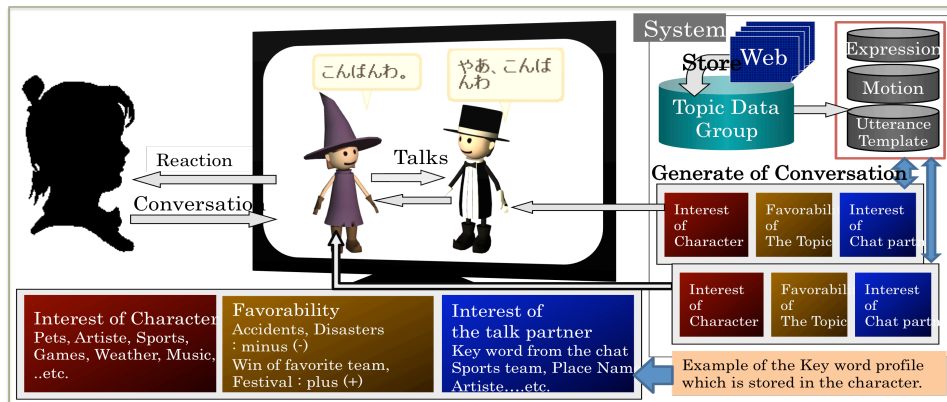 こんばんわ。
やあ、こんば
んわ
Reaction
Conversation
Talks
System
Store
Web
Topic Data
Group
Expression
Motion
Utterance
Template
Generate of Conversation
Interest
of
Character
Favorabil
of
The Topic
Interest
of
Chat partn
Interest
of
Character
Favorabil
of
The Topic
Interest
of
Chat partn
Interest of Character
Pets, Artiste, Sports,
Games, Weather, Music,
..etc.
Favorability
Accidents, Disasters
: minus (-)
Win of favorite team,
Festival : plus (+)
Interest of
the talk partner
Key word from the chat
Sports team, Place Nam
Artiste….etc.
Example of the Key word profile
which is stored in the character.